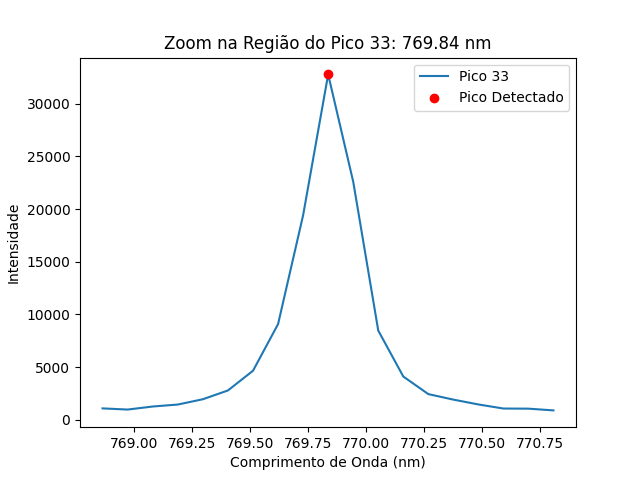 Zoom na Região do Pico 33: 769.84 nm
Pico 33
Pico Detectado
Intensidade
30000
25000
20000
15000
10000
5000
0
769.00 769.25 769.50 769.75 770.00 770.25 770.50 770.75
Comprimento de Onda (nm)